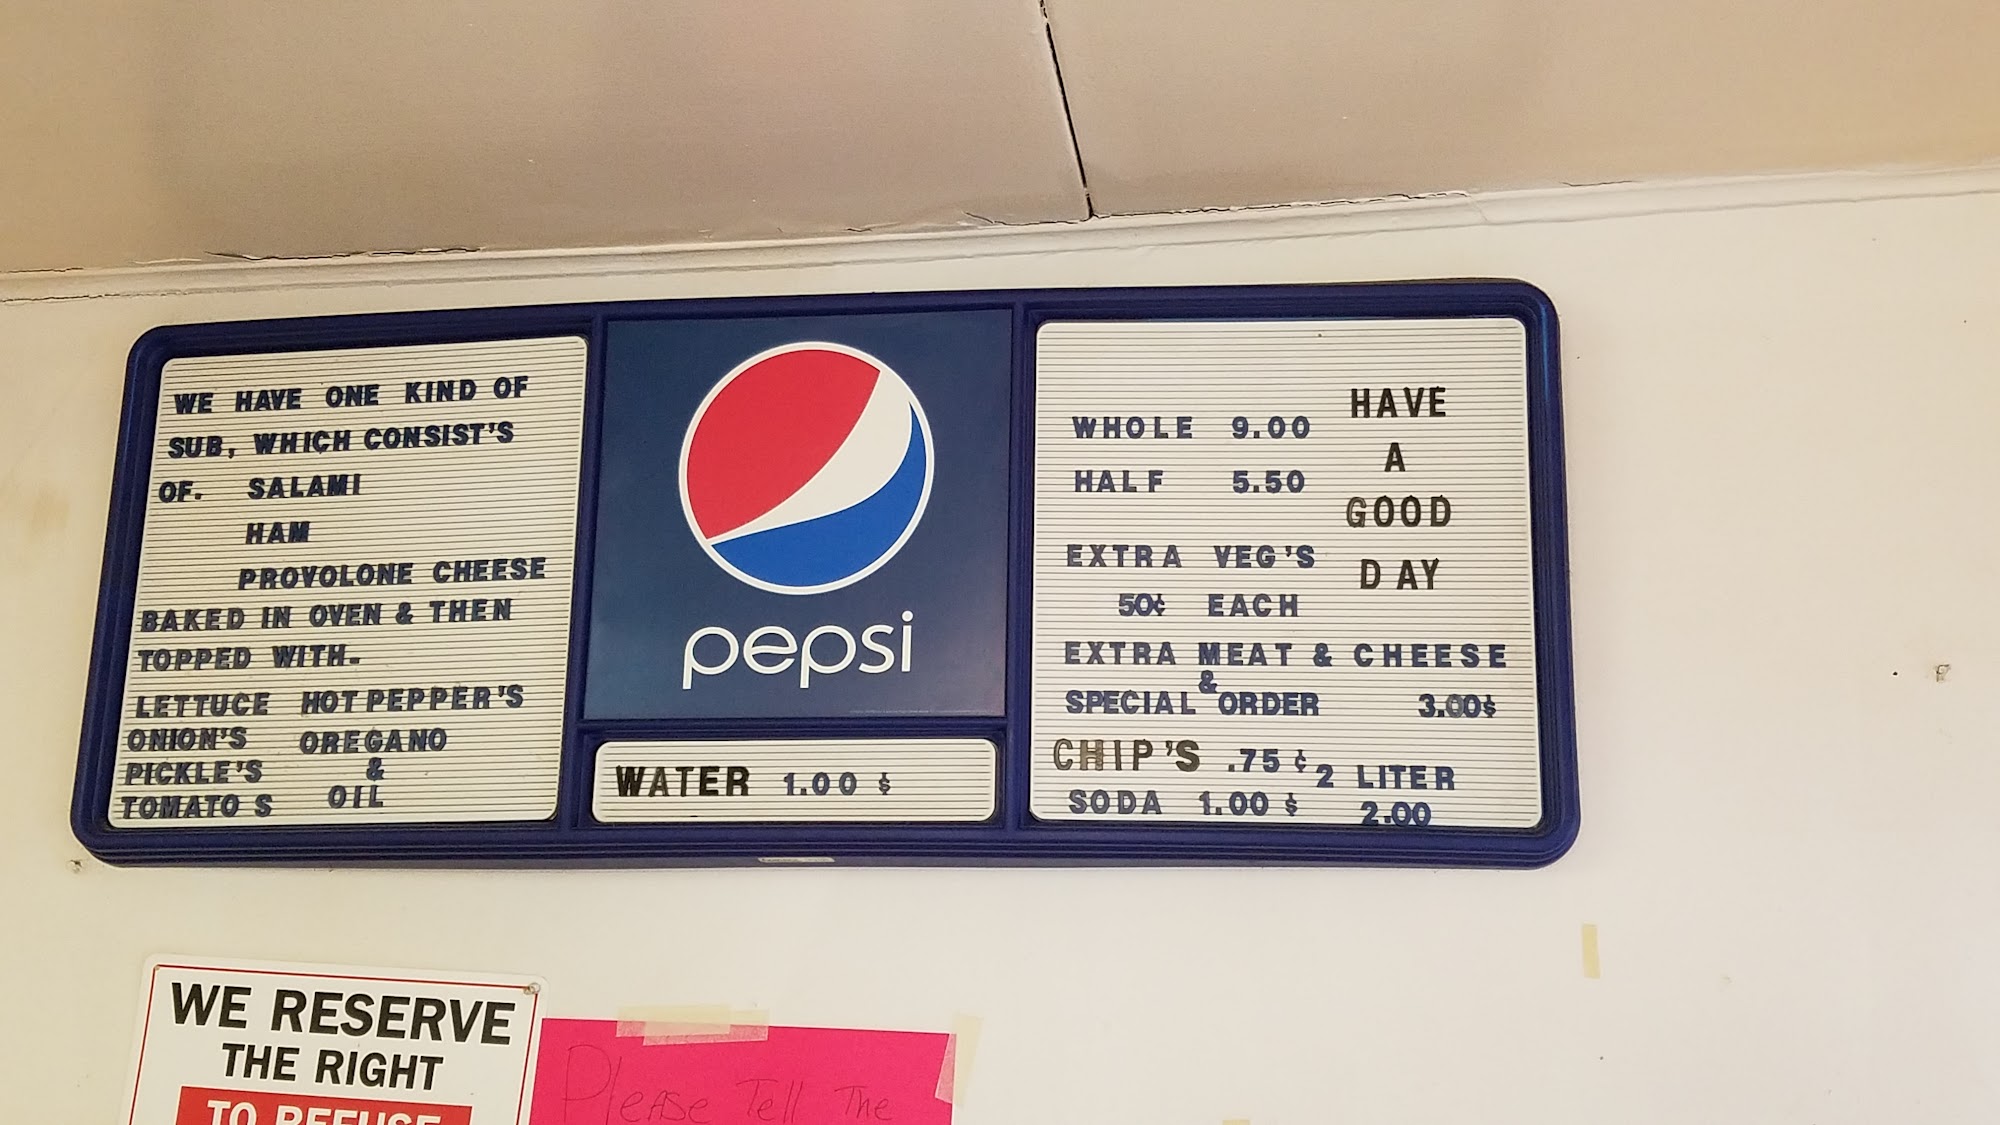 WE HAVE ONE KIND OF
SUB, WHICH CONSIST'S
OF. SALAMI
HAM
PROVOLONE CHEESE
BAKED IN OVEN & THEN
TOPPED WITH.
LETTUCE HOT PEPPER'S
ONION'S OREGANO
PICKLE'S &
TOMATO S OIL
pepsi
WATER 1.00 $
HAVE
A
GOOD
DAY
WHOLE 9.00
HALF 5.50
EXTRA VEG'S
50¢ EACH
EXTRA MEAT & CHEESE
&
SPECIAL ORDER 3.00$
CHIP'S .75 ¢
SODA 1.00 $
2 LITER
2.00
WE RESERVE
THE RIGHT
TO REFUSE
Please Tell The